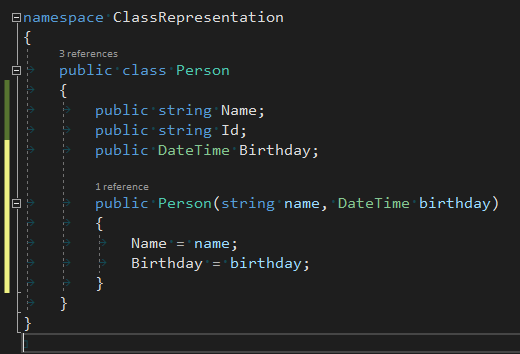 namespace ClassRepresentation
{
3 references
public class Person
{
public string Name;
public string Id;
public DateTime Birthday;
1 reference
public Person(string name, DateTime birthday)
{
Name = name;
Birthday = birthday;
}
}
}